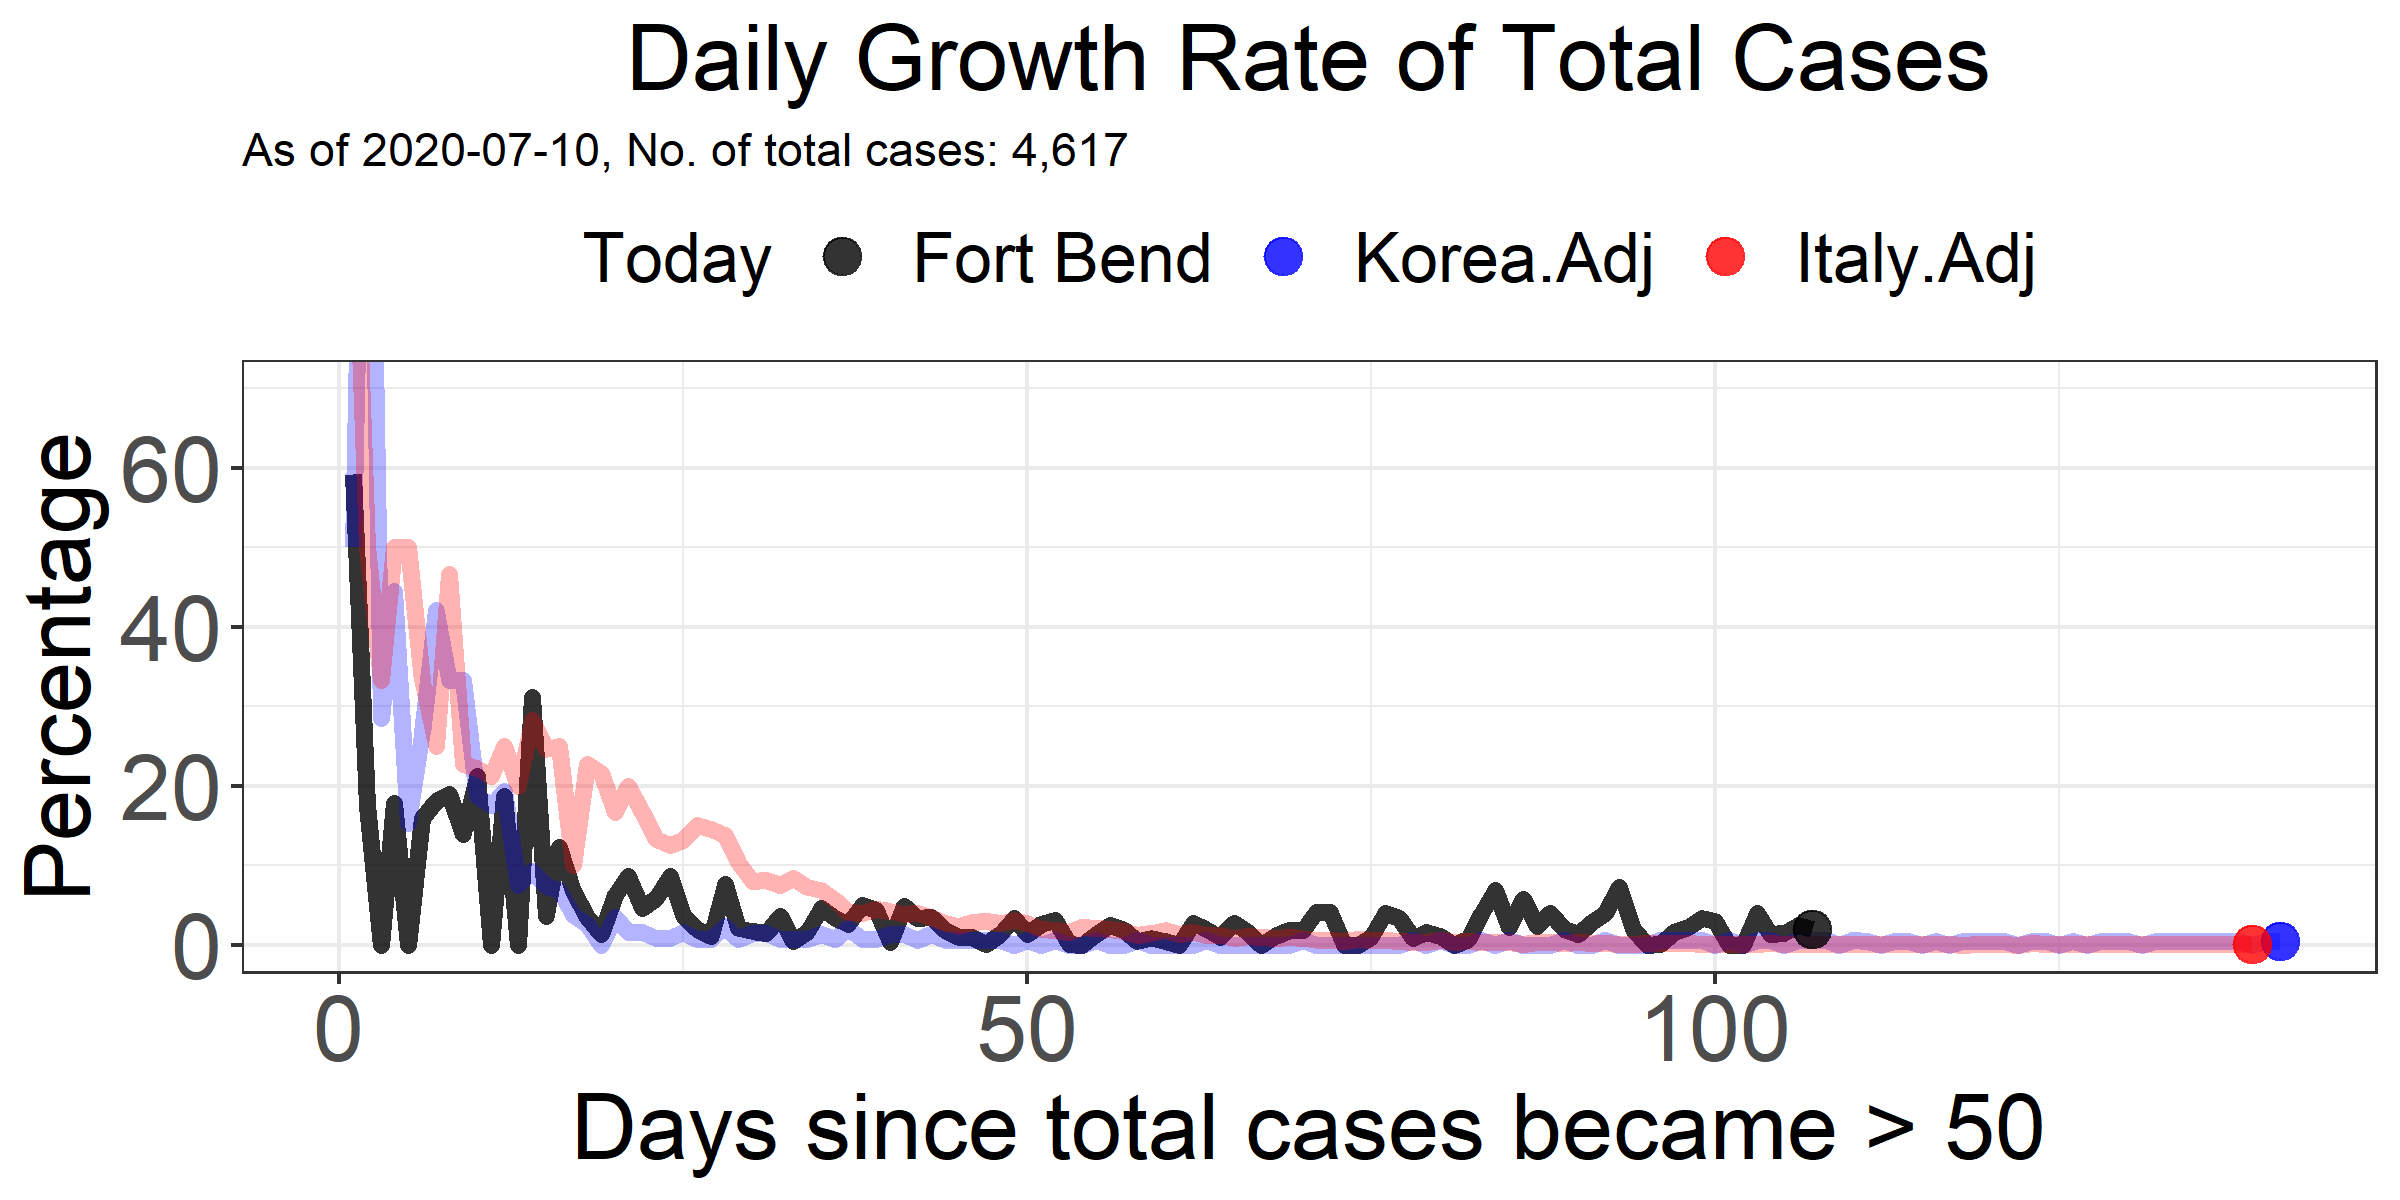 Daily Growth Rate of Total Cases
As of 2020-07-10, No. of total cases: 4,617
Today Fort Bend Korea.Adj Italy.Adj
Percentage
60
40
20
0
0 50 100
Days since total cases became > 50